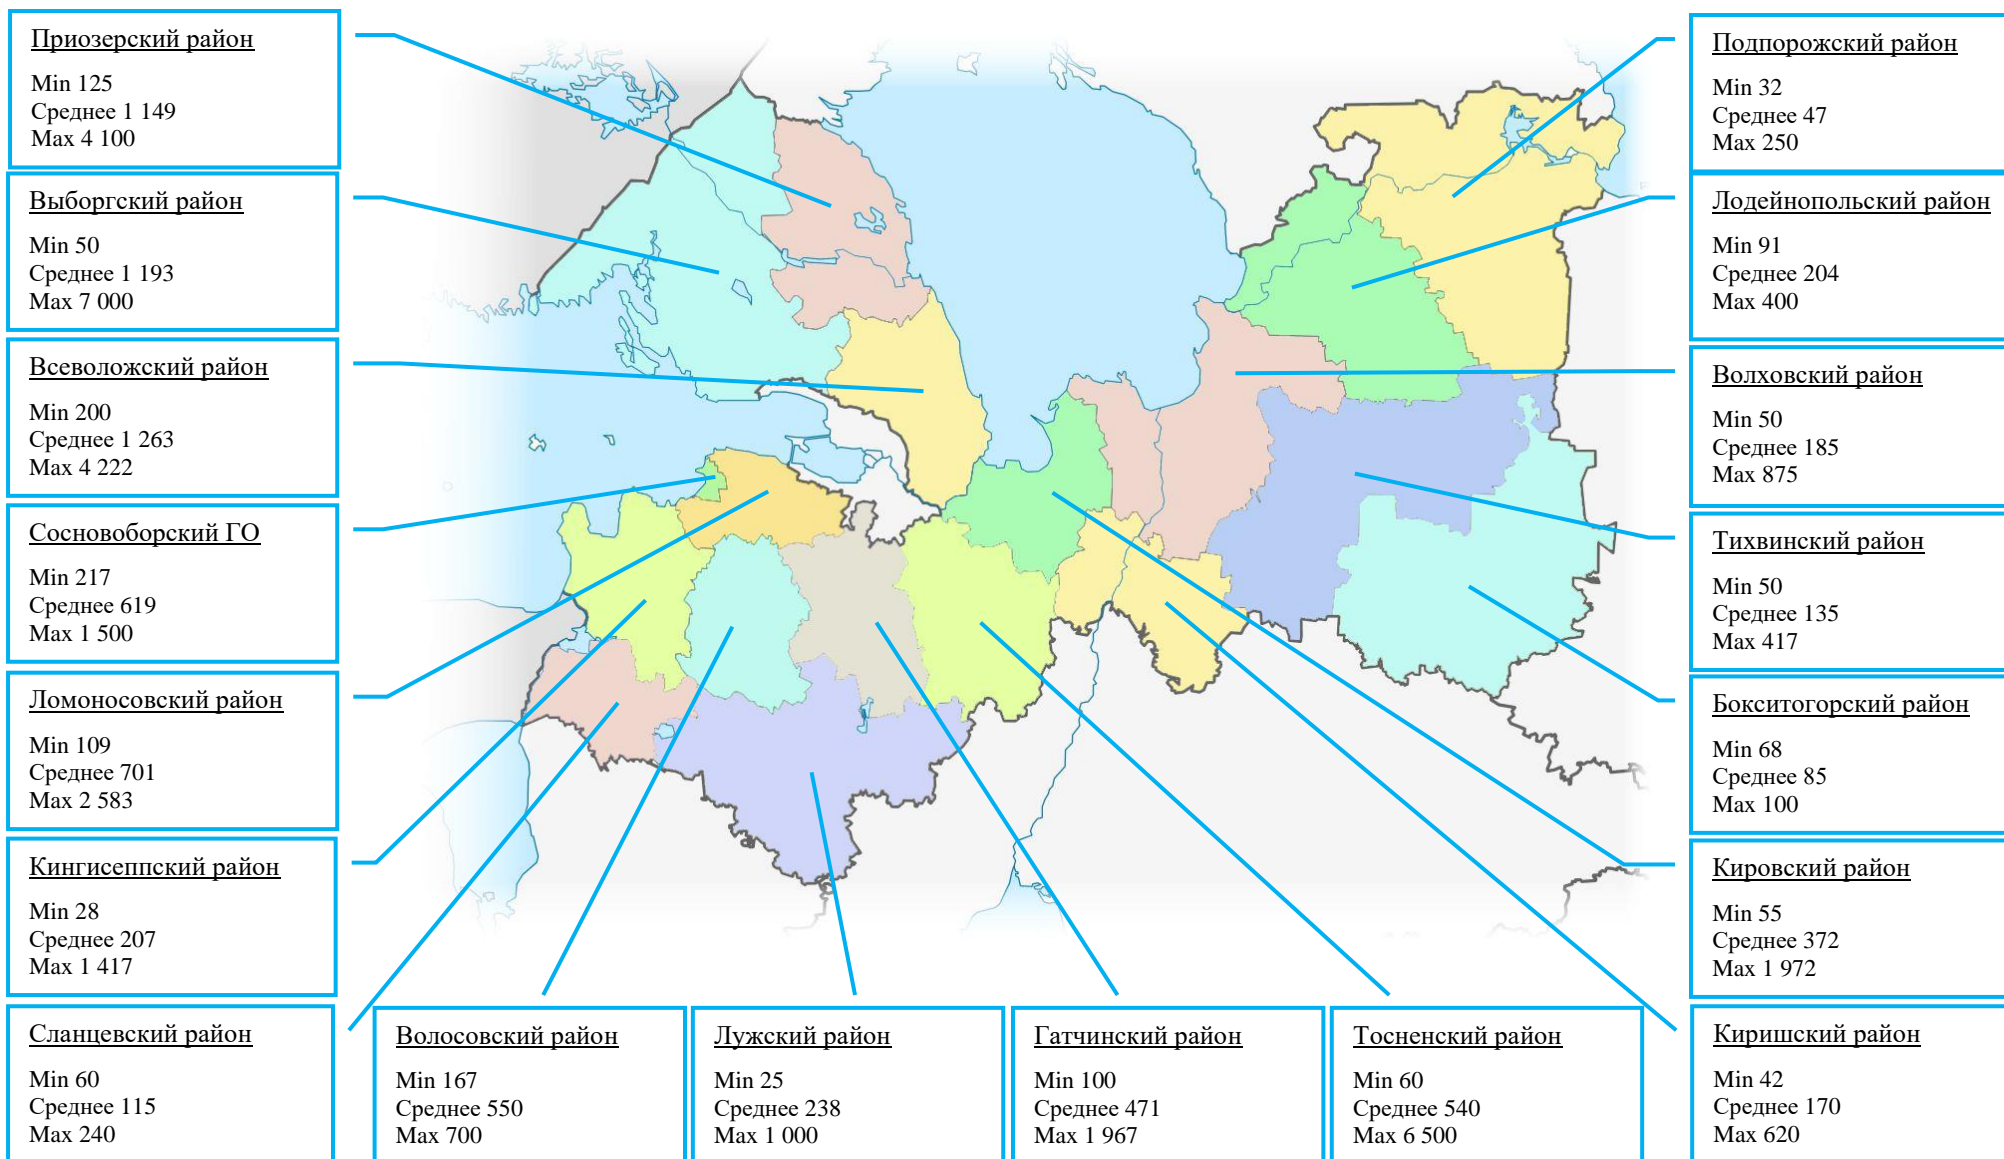 Приозерский район
Min 125
Среднее 1 149
Max 4 100
Выборгский район
Min 50
Среднее 1 193
Max 7 000
Всеволожский район
Min 200
Среднее 1 263
Max 4 222
Сосновоборский ГО
Min 217
Среднее 619
Max 1 500
Ломоносовский район
Min 109
Среднее 701
Max 2 583
Кингисеппский район
Min 28
Среднее 207
Max 1 417
Сланцевский район
Min 60
Среднее 115
Max 240
Волосовский район
Min 167
Среднее 550
Max 700
Лужский район
Min 25
Среднее 238
Max 1 000
Гатчинский район
Min 100
Среднее 471
Max 1 967
Тосненский район
Min 60
Среднее 540
Max 6 500
Подпорожский район
Min 32
Среднее 47
Max 250
Лодейнопольский район
Min 91
Среднее 204
Max 400
Волховский район
Min 50
Среднее 185
Max 875
Тихвинский район
Min 50
Среднее 135
Max 417
Бокситогорский район
Min 68
Среднее 85
Max 100
Кировский район
Min 55
Среднее 372
Max 1 972
Киришский район
Min 42
Среднее 170
Max 620